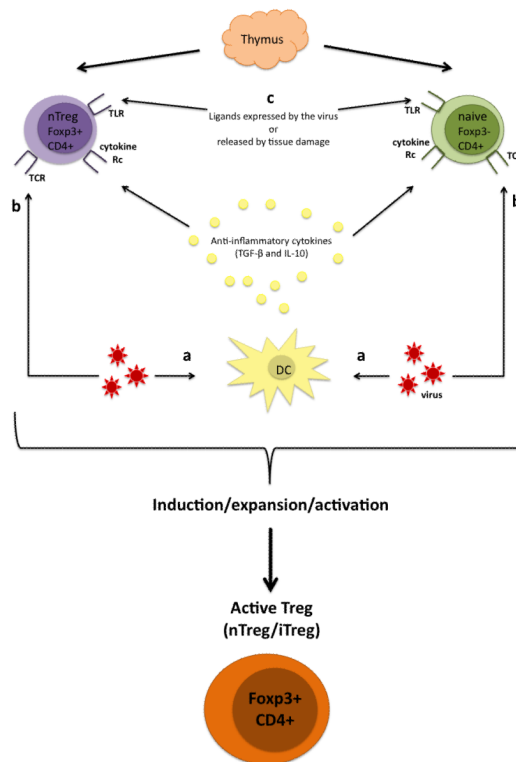 Thymus
nTreg
Foxp3+
CD4+
TLR
cytokine
Rc
TCR
c
Ligands expressed by the virus
or
released by tissue damage
naive
Foxp3-
CD4+
TLR
cytokine
Rc
b
b
Anti-inflammatory cytokines
(TGF-β and IL-10)
a
DC
a
virus
Induction/expansion/activation
Active Treg
(nTreg/iTreg)
Foxp3+
CD4+